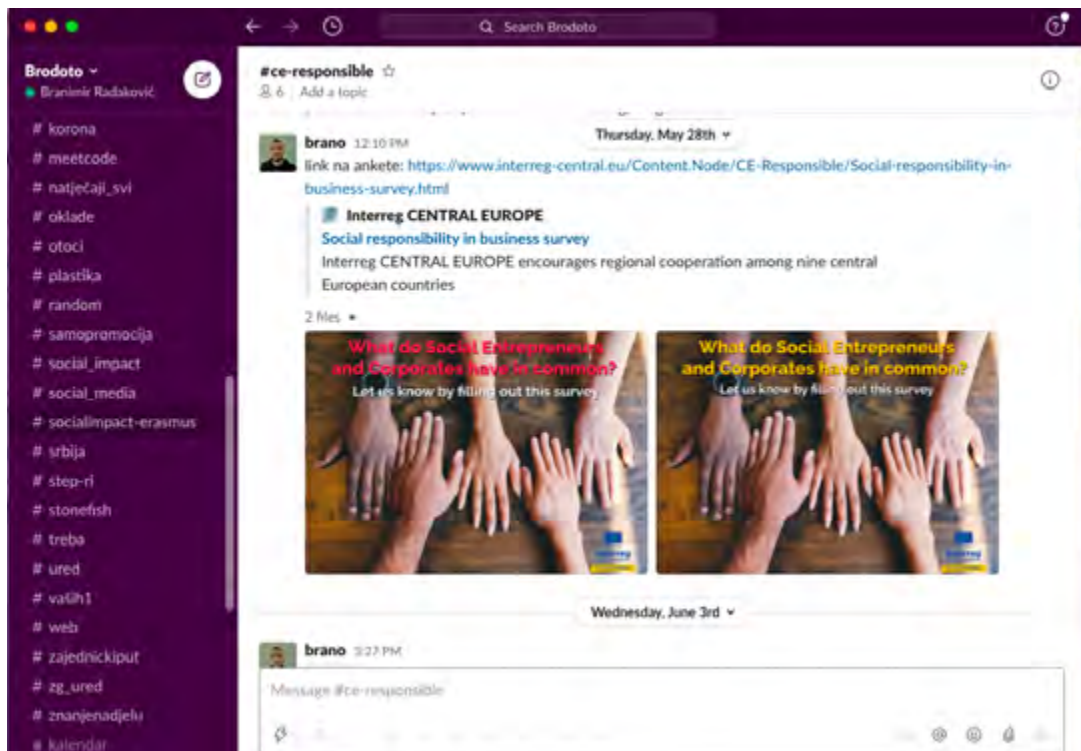 Search Brodoto
Brodoto
Branimir Radaković
# korona
# meetcode
# natječaji_svi
# oklade
# otoci
# plastika
# random
# samopromocija
# social_impact
# social_media
# socialimpact-erasmus
# srbija
# step-ri
# stonefish
# treba
# ured
# vaših1
# web
# zajednickiput
# zg_ured
# znanjenadjelu
# kalendar
#ce-responsible
6 | Add a topic
Thursday, May 28th
brano 12:10 PM
link na ankete: https://www.interreg-central.eu/Content.Node/CE-Responsible/Social-responsibility-in-
business-survey.html
Interreg CENTRAL EUROPE
Social responsibility in business survey
Interreg CENTRAL EUROPE encourages regional cooperation among nine central
European countries
2 files
What do Social Entrepreneurs
and Corporates have in common?
Let us know by filling out this survey
Interreg
What do Social Entrepreneurs
and Corporates have in common?
Let us know by filling out this survey
Interreg
Wednesday, June 3rd
brano 3:27 PM
Message #ce-responsible